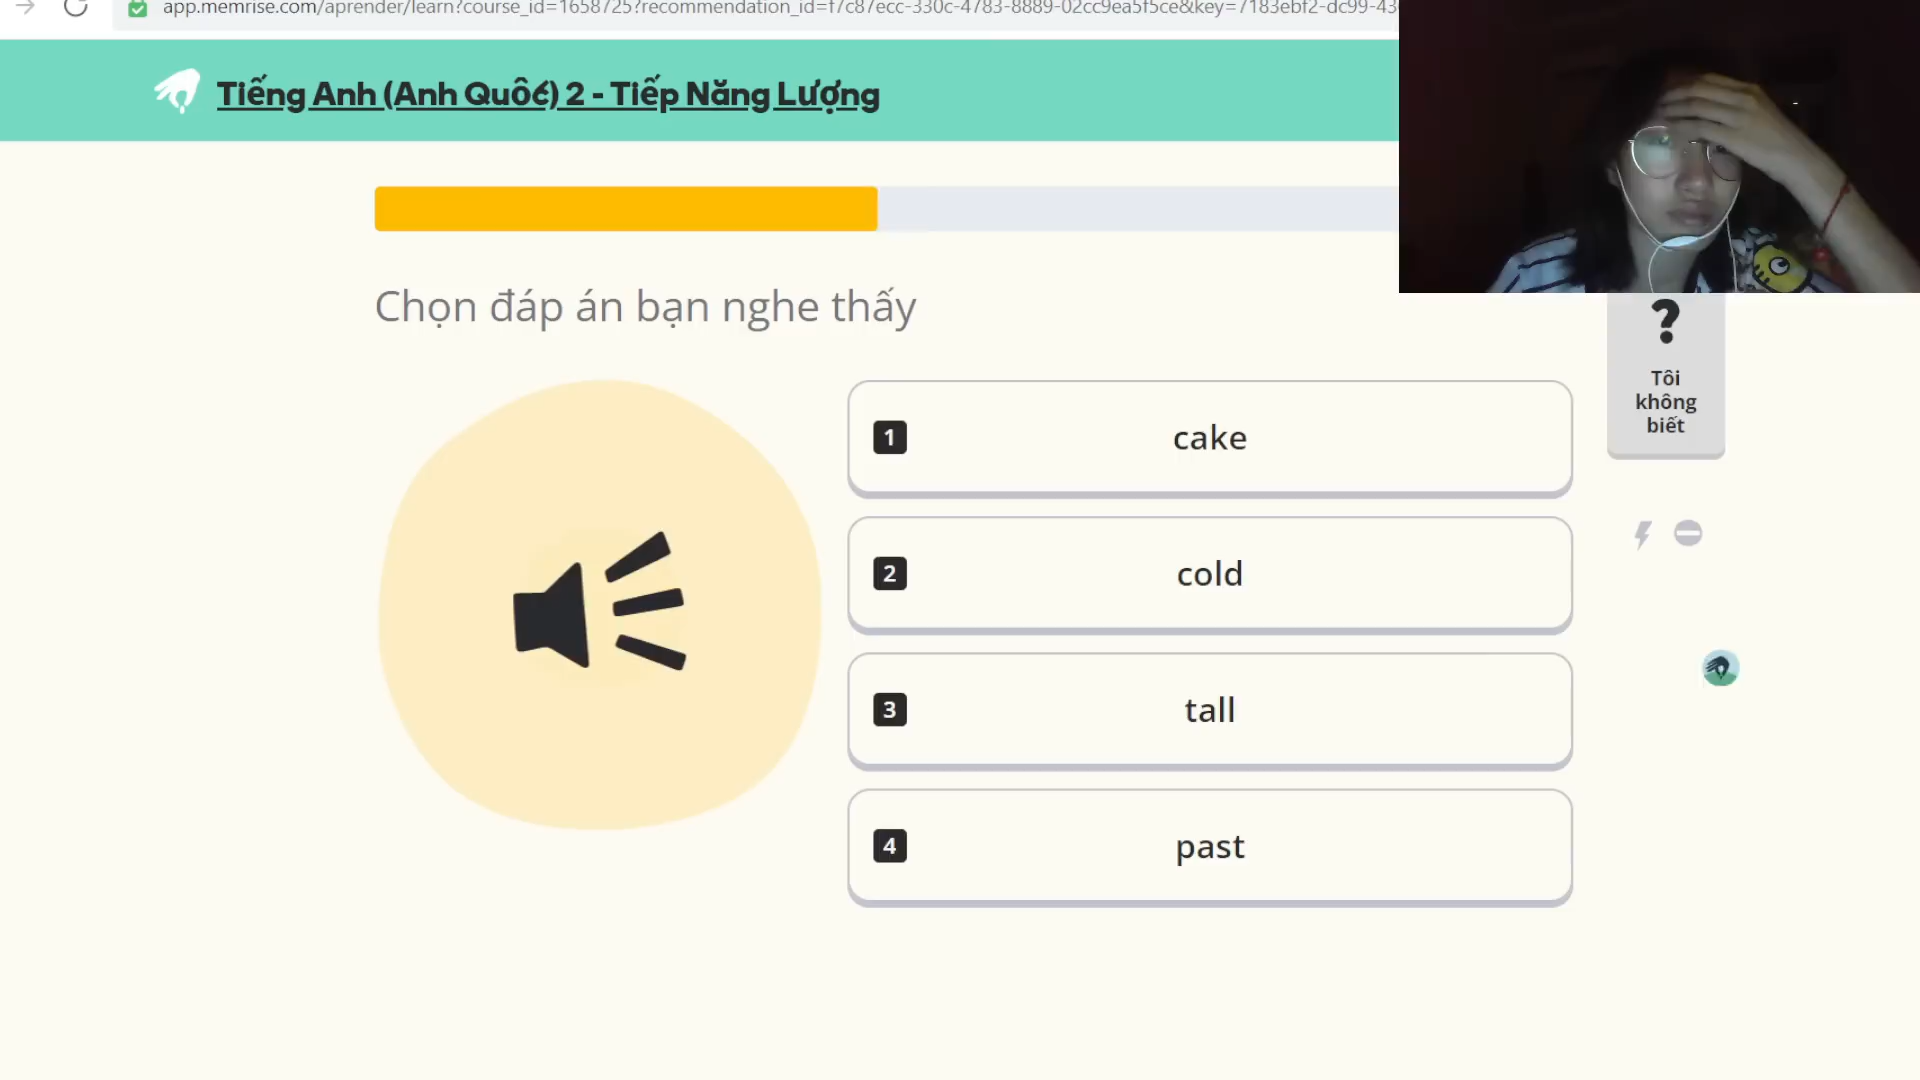 app.memrise.com/aprender/learn?course_id=1658725?recommendation_id=f7c87ecc-330c-4783-8889-02cc9ea5f5ce&key=7183ebf2-dc99-43
Tiếng Anh (Anh Quốc) 2 - Tiếp Năng Lượng
Chọn đáp án bạn nghe thấy
?
Tôi
không
biết
1 cake
2 cold
3 tall
4 past